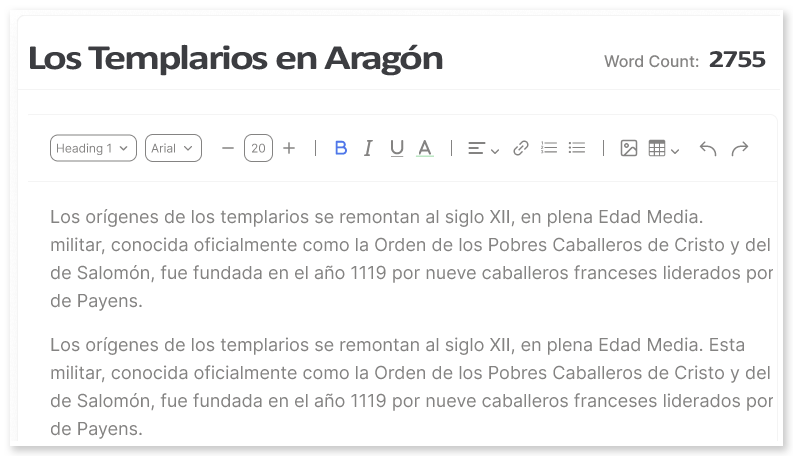 Los Templarios en Aragón
Word Count: 2755
Heading 1 Arial 20 B I U A
Los orígenes de los templarios se remontan al siglo XII, en plena Edad Media.
militar, conocida oficialmente como la Orden de los Pobres Caballeros de Cristo y del
de Salomón, fue fundada en el año 1119 por nueve caballeros franceses liderados por
de Payens.
Los orígenes de los templarios se remontan al siglo XII, en plena Edad Media. Esta
militar, conocida oficialmente como la Orden de los Pobres Caballeros de Cristo y del
de Salomón, fue fundada en el año 1119 por nueve caballeros franceses liderados por
de Payens.